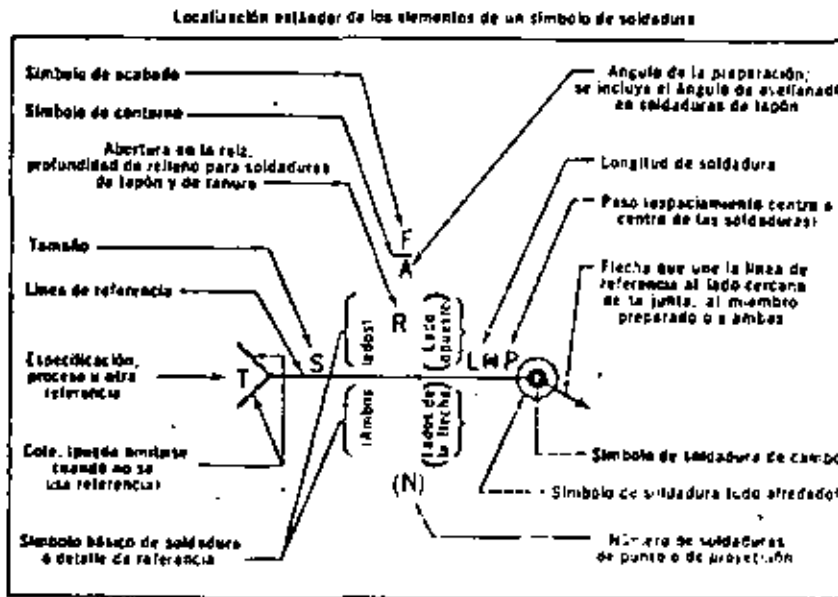 Localización estándar de los elementos de un símbolo de soldadura
Símbolo de acabado
Símbolo de contorno
Abertura en la raíz,
profundidad de relleno para soldaduras
de tapón y de ranura
Tamaño
Línea de referencia
Especificación,
proceso u otra
referencia
Cola, (puede omitirse
cuando no se
usa referencia)
Símbolo básico de soldadura
o detalle de referencia
F
A
R
S
T
L
P
(N)
lados)
(Ambos
(Lado
opuesto)
(Lados de
la flecha)
Angulo de la preparación;
se incluye el ángulo de avellanad
en soldaduras de tapón
Longitud de soldadura
Paso (espaciamiento centro a
centro de las soldaduras)
Flecha que une la línea de
referencia al lado cercano
de la junta, al miembro
preparado o a ambos
Símbolo de soldadura de campo
Símbolo de soldadura todo alrededor
Número de soldaduras
de punto o de proyección